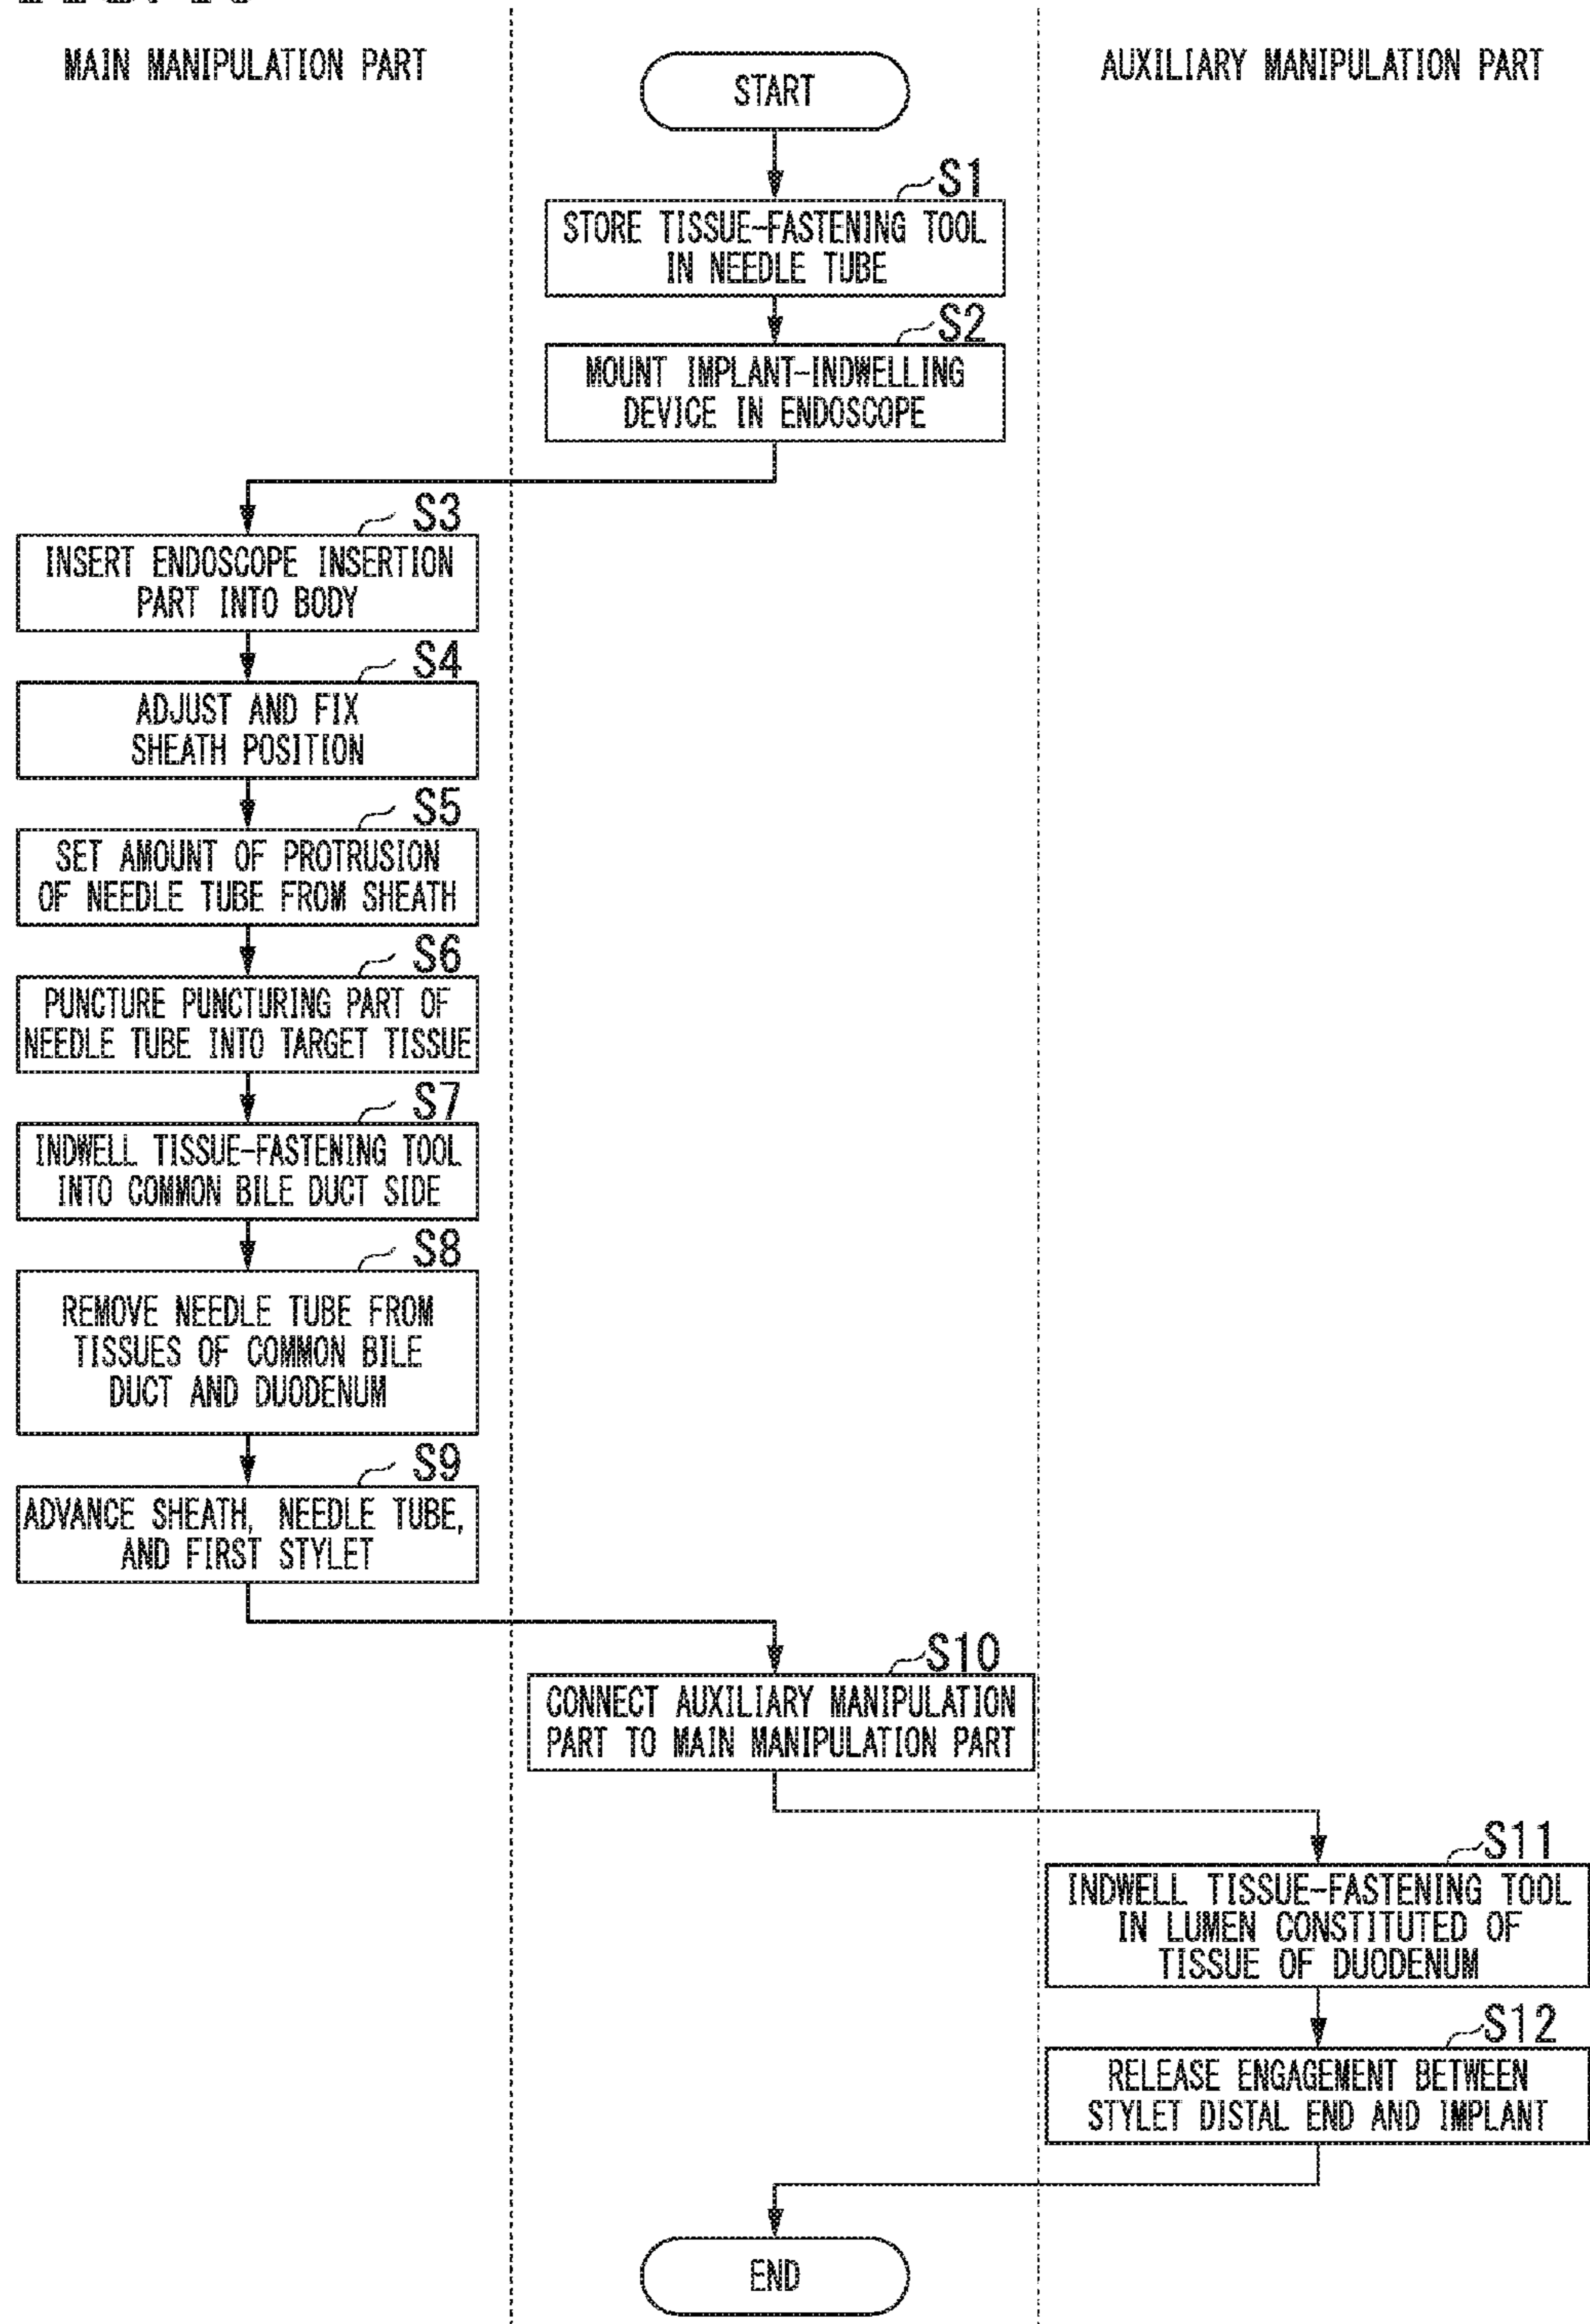 MAIN MANIPULATION PART
AUXILIARY MANIPULATION PART
START
S1
STORE TISSUE-FASTENING TOOL
IN NEEDLE TUBE
S2
MOUNT IMPLANT-INDWELLING
DEVICE IN ENDOSCOPE
S3
INSERT ENDOSCOPE INSERTION
PART INTO BODY
S4
ADJUST AND FIX
SHEATH POSITION
S5
SET AMOUNT OF PROTRUSION
OF NEEDLE TUBE FROM SHEATH
S6
PUNCTURE PUNCTURING PART OF
NEEDLE TUBE INTO TARGET TISSUE
S7
INDWELL TISSUE-FASTENING TOOL
INTO COMMON BILE DUCT SIDE
S8
REMOVE NEEDLE TUBE FROM
TISSUES OF COMMON BILE
DUCT AND DUODENUM
S9
ADVANCE SHEATH, NEEDLE TUBE,
AND FIRST STYLET
S10
CONNECT AUXILIARY MANIPULATION
PART TO MAIN MANIPULATION PART
S11
INDWELL TISSUE-FASTENING TOOL
IN LUMEN CONSTITUTED OF
TISSUE OF DUODENUM
S12
RELEASE ENGAGEMENT BETWEEN
STYLET DISTAL END AND IMPLANT
END